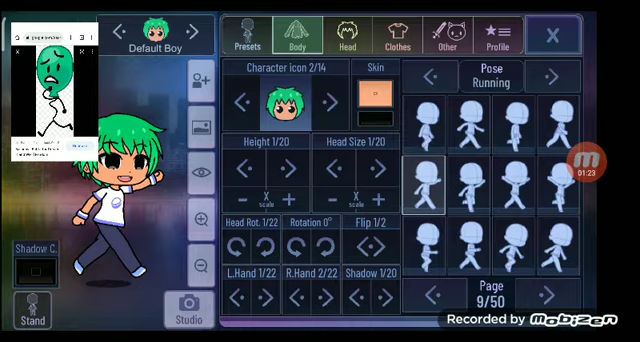 Default Boy
Presets
Body
Head
Clothes
Other
Profile
X
Character icon 2/14
Skin
Pose
Running
Height 1/20
Head Size 1/20
X
scale
X
scale
Head Rot. 1/22
Rotation 0°
Flip 1/2
L.Hand 1/22
R.Hand 2/22
Shadow 1/20
Shadow C.
Stand
Studio
Page
9/50
01:23
Recorded by Mobizen